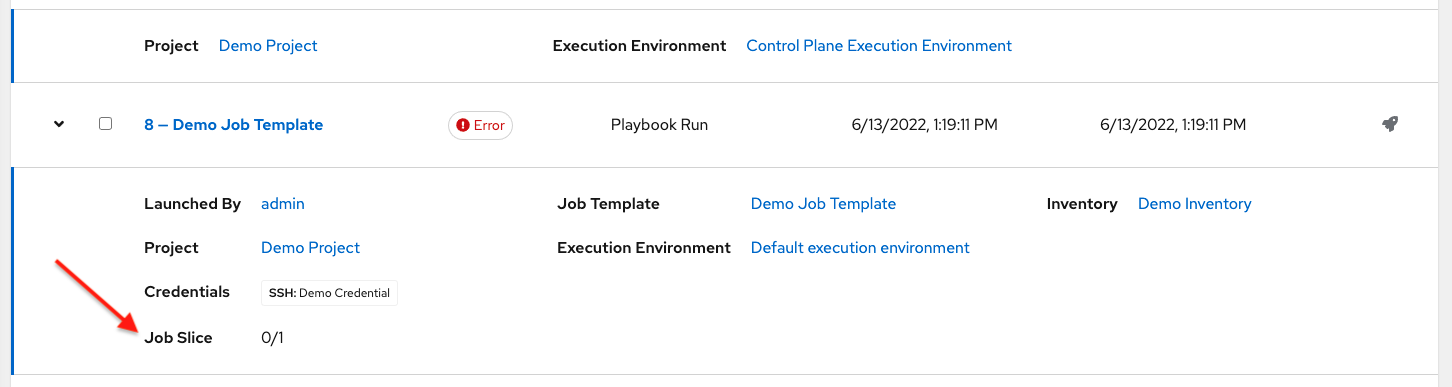 Project Demo Project Execution Environment Control Plane Execution Environment
8 – Demo Job Template Error Playbook Run 6/13/2022, 1:19:11 PM 6/13/2022, 1:19:11 PM
Launched By admin Job Template Demo Job Template Inventory Demo Inventory
Project Demo Project Execution Environment Default execution environment
Credentials SSH: Demo Credential
Job Slice 0/1